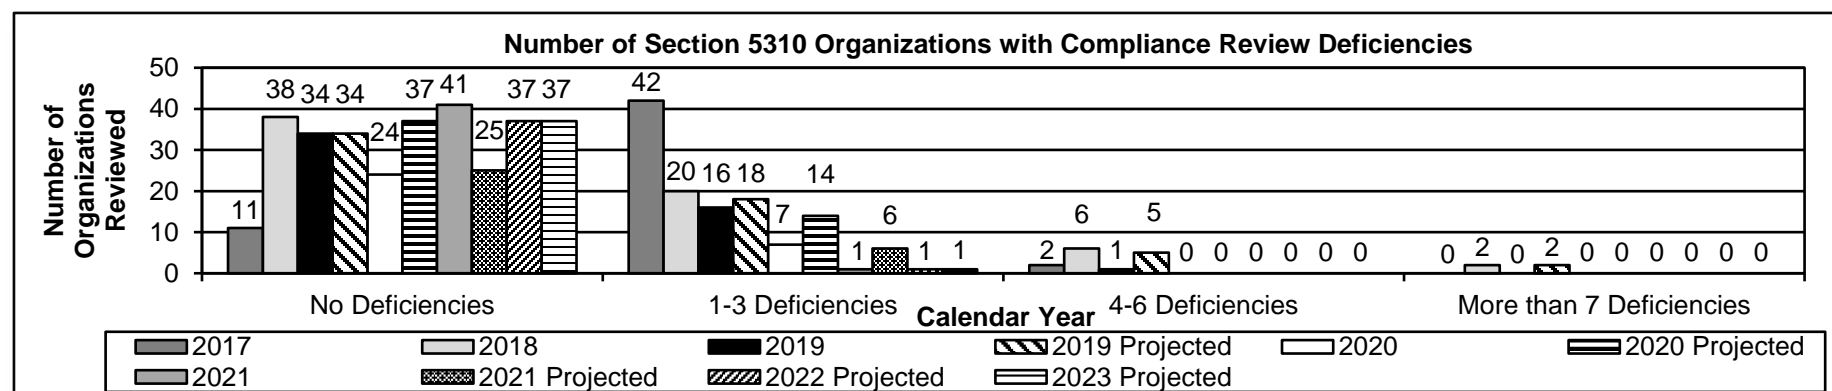 Number of Section 5310 Organizations with Compliance Review Deficiencies
Number of
Organizations
Reviewed
50
40
30
20
10
0
11 38 34 34 24 37 41 25 37 37
42 20 16 18 7 14 1 6 1 1
2 6 1 5 0 0 0 0 0 0
0 2 0 2 0 0 0 0 0 0
No Deficiencies 1-3 Deficiencies 4-6 Deficiencies More than 7 Deficiencies
Calendar Year
2017 2018 2019 2019 Projected 2020 2020 Projected
2021 2021 Projected 2022 Projected 2023 Projected